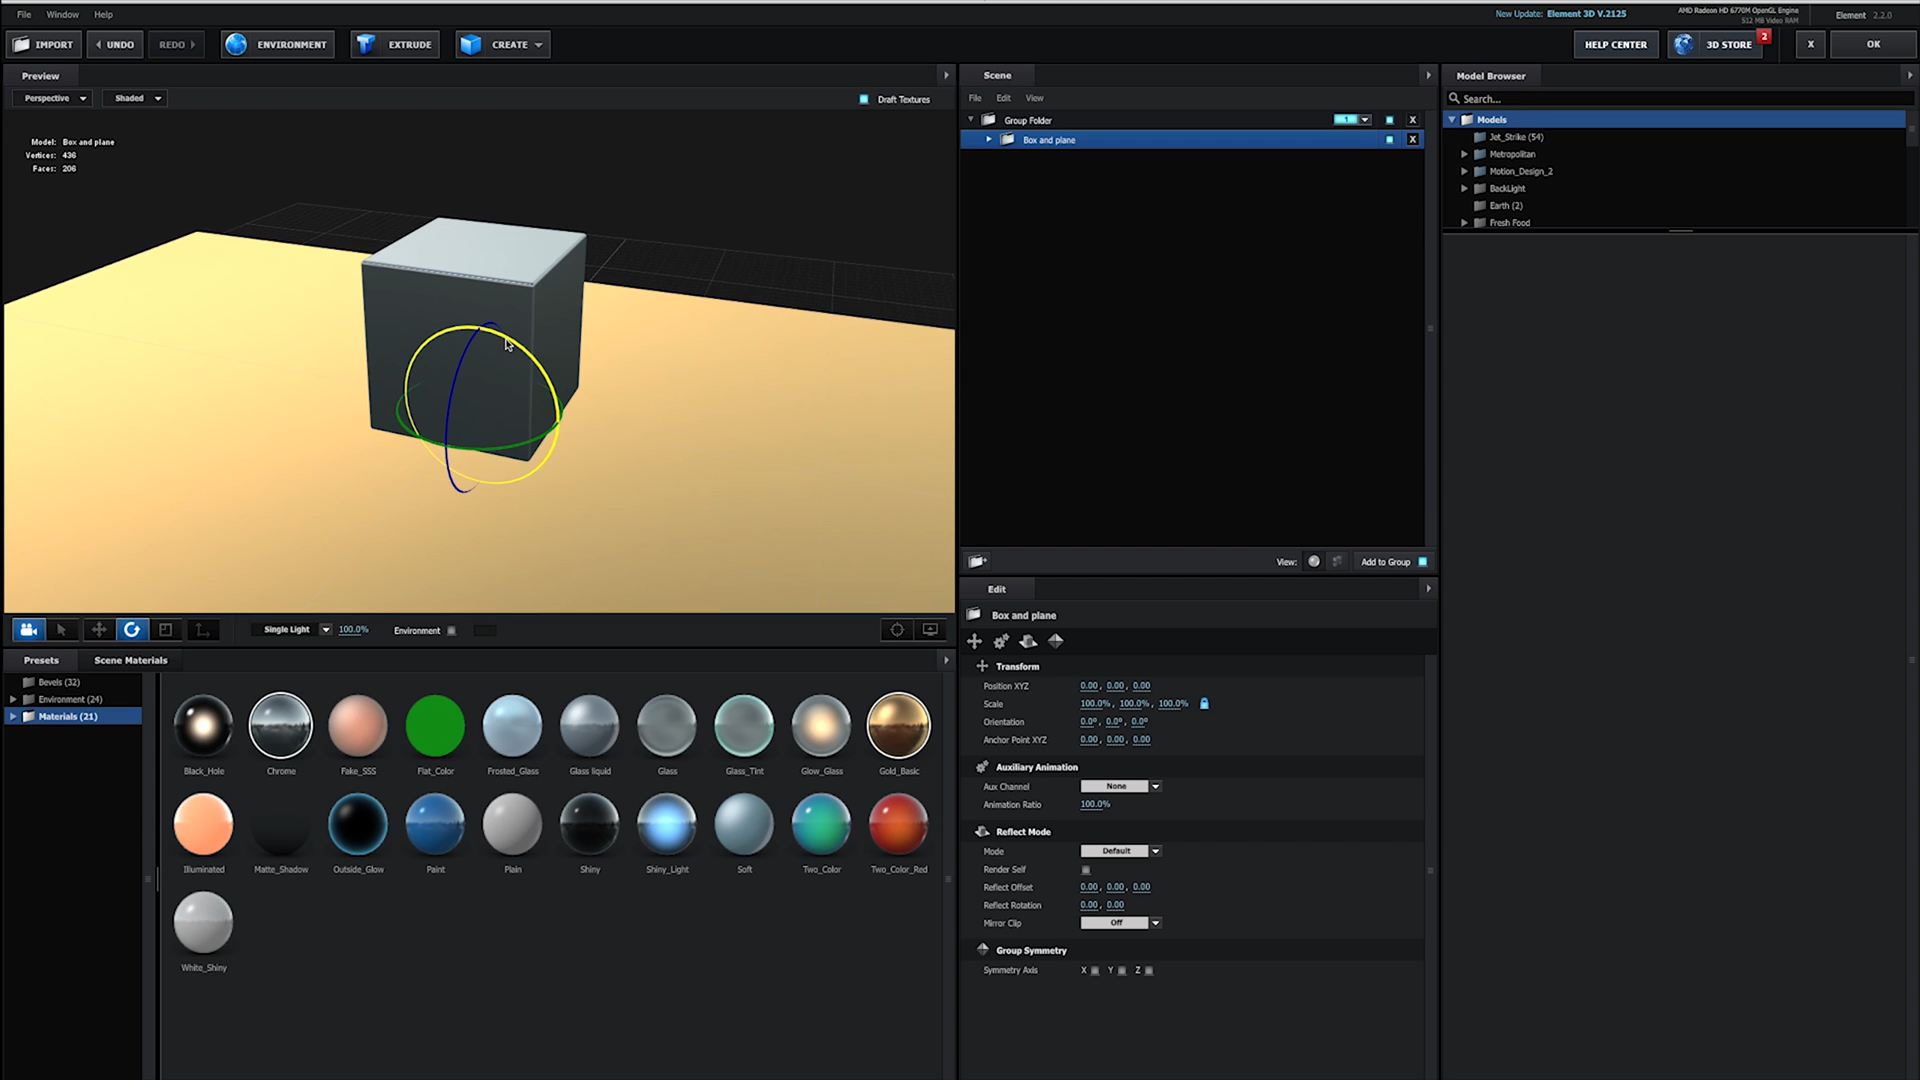 File Window Help
New Update: Element 3D V.2125
AMD Radeon HD 6770M OpenGL Engine
512 MB Video RAM
Element 2.2.0
IMPORT UNDO REDO ENVIRONMENT EXTRUDE CREATE
HELP CENTER 3D STORE 2 X OK
Preview
Perspective Shaded Draft Textures
Model: Box and plane
Vertices: 436
Faces: 206
Single Light 100.0% Environment
Presets Scene Materials
Bevels (32)
Environment (24)
Materials (21)
Black_Hole Chrome Fake_SSS Flat_Color Frosted_Glass Glass liquid Glass Glass_Tint Glow_Glass Gold_Basic
Illuminated Matte_Shadow Outside_Glow Paint Plain Shiny Shiny_Light Soft Two_Color Two_Color_Red
White_Shiny
Scene
File Edit View
Group Folder 1 X
Box and plane X
View: Add to Group
Edit
Box and plane
Transform
Position XYZ 0.00, 0.00, 0.00
Scale 100.0%, 100.0%, 100.0%
Orientation 0.0°, 0.0°, 0.0°
Anchor Point XYZ 0.00, 0.00, 0.00
Auxiliary Animation
Aux Channel None
Animation Ratio 100.0%
Reflect Mode
Mode Default
Render Self
Reflect Offset 0.00, 0.00, 0.00
Reflect Rotation 0.00, 0.00
Mirror Clip Off
Group Symmetry
Symmetry Axis X Y Z
Model Browser
Search...
Models
Jet_Strike (54)
Metropolitan
Motion_Design_2
BackLight
Earth (2)
Fresh Food